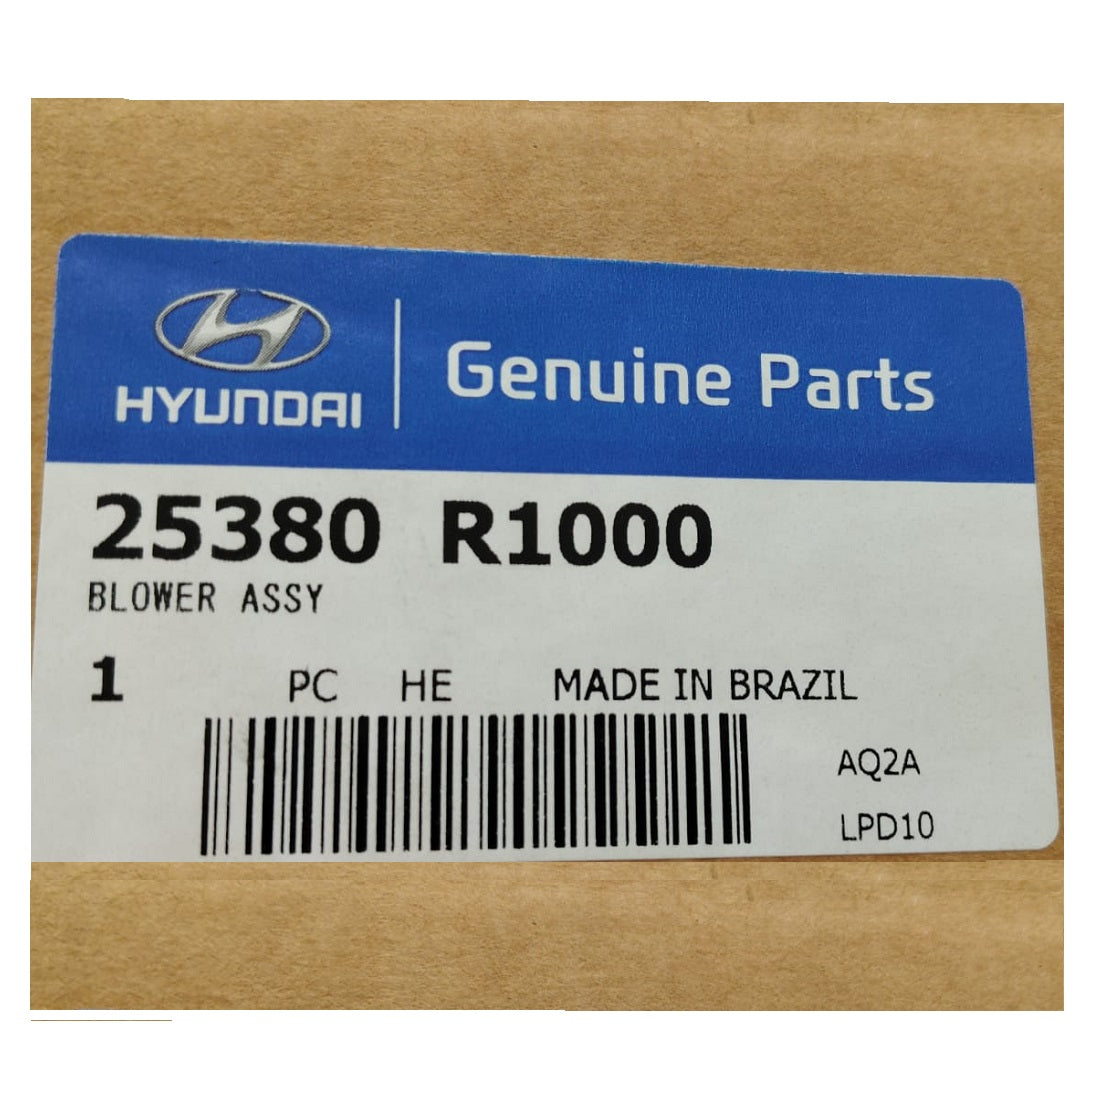 HYUNDAI
Genuine Parts
25380 R1000
BLOWER ASSY
1 PC HE MADE IN BRAZIL
AQ2A
LPD10